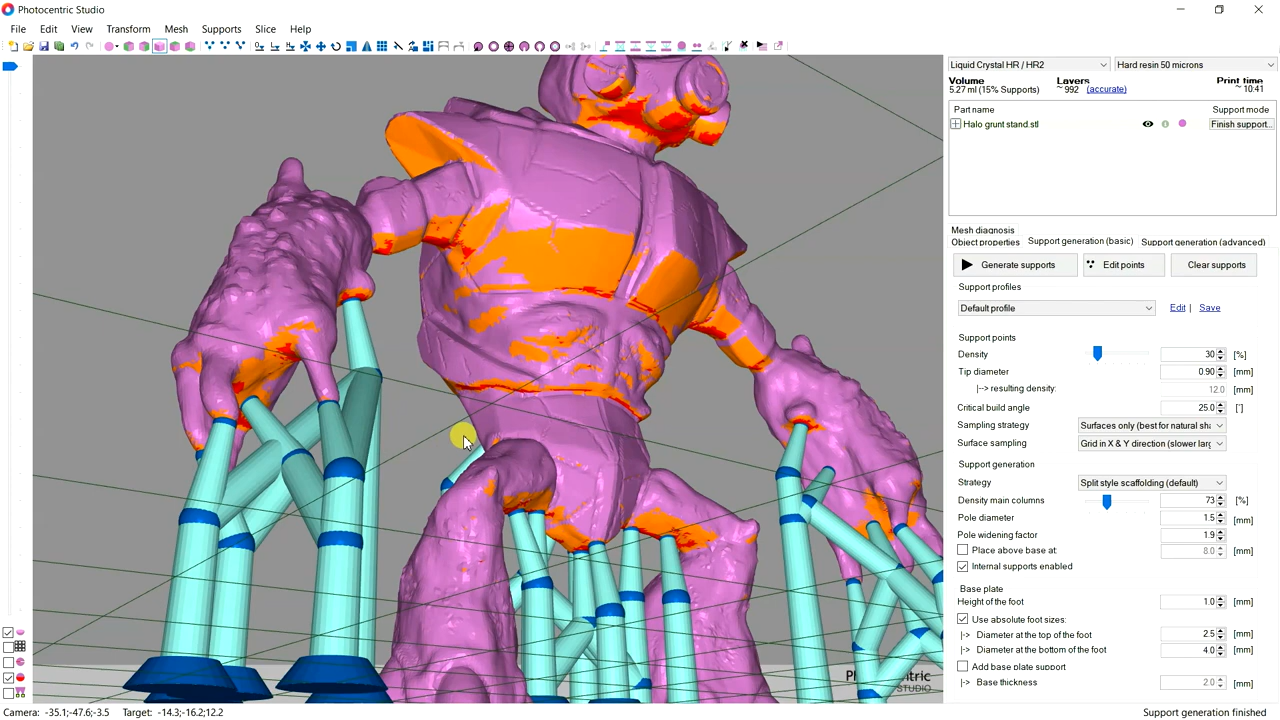 Photocentric Studio
File Edit View Transform Mesh Supports Slice Help
Liquid Crystal HR / HR2 Hard resin 50 microns
Volume Layers Print time
5.27 ml (15% Supports) ~ 992 (accurate) ~ 10:41
Part name Support mode
Halo grunt stand.stl Finish support...
Mesh diagnosis
Object properties Support generation (basic) Support generation (advanced)
Generate supports Edit points Clear supports
Support profiles
Default profile Edit | Save
Support points
Density 30 [%]
Tip diameter 0.90 [mm]
|--> resulting density: 12.0 [mm]
Critical build angle 25.0 [°]
Sampling strategy Surfaces only (best for natural sha
Surface sampling Grid in X & Y direction (slower larg
Support generation
Strategy Split style scaffolding (default)
Density main columns 73 [%]
Pole diameter 1.5 [mm]
Pole widening factor 1.9
Place above base at: 8.0 [mm]
Internal supports enabled
Base plate
Height of the foot 1.0 [mm]
Use absolute foot sizes:
|-> Diameter at the top of the foot 2.5 [mm]
|-> Diameter at the bottom of the foot 4.0 [mm]
Add base plate support
|-> Base thickness 2.0 [mm]
STUDIO
Camera: -35.1;-47.6;-3.5 Target: -14.3;-16.2;12.2 Support generation finished